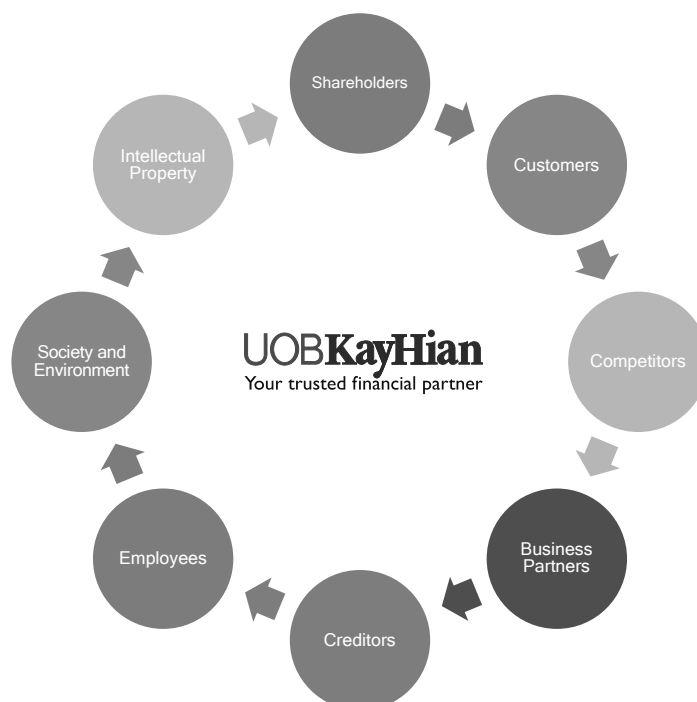 Shareholders
Customers
Competitors
Business
Partners
Creditors
Employees
Society and
Environment
Intellectual
Property
UOBKayHian
Your trusted financial partner